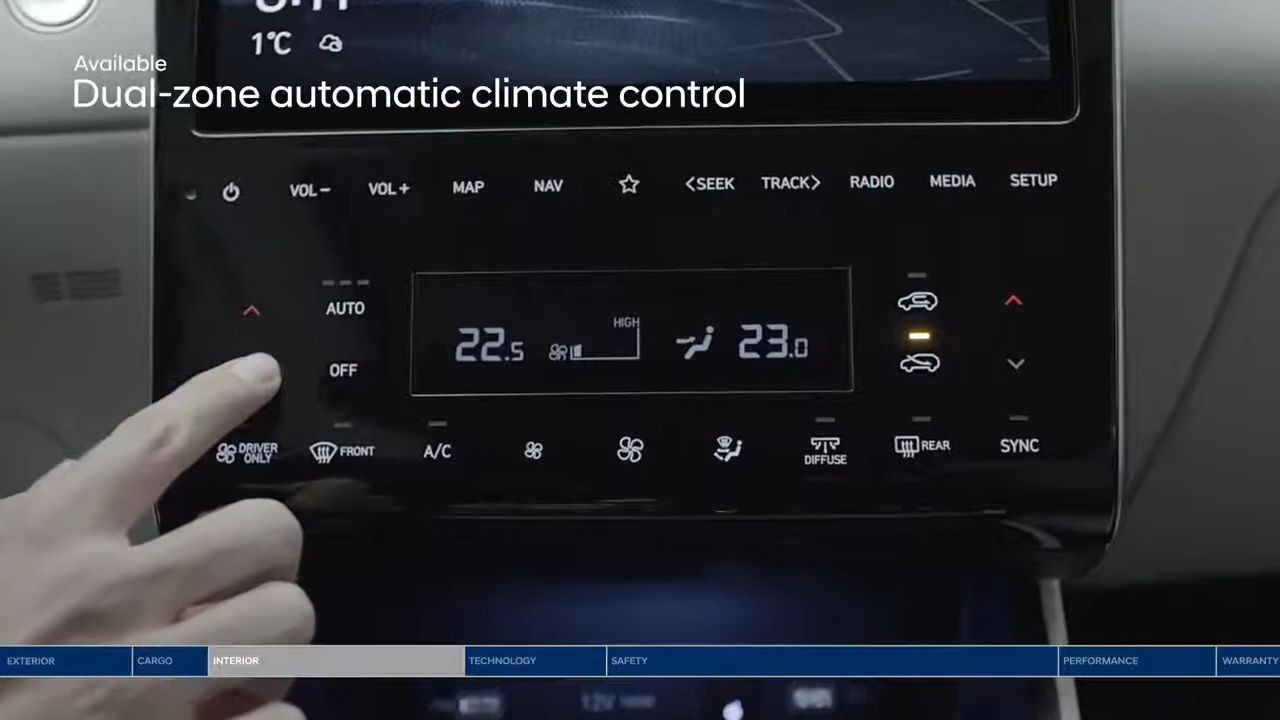 1°C
Available
Dual-zone automatic climate control
VOL− VOL+ MAP NAV <SEEK TRACK> RADIO MEDIA SETUP
AUTO
OFF
22.5 HIGH 23.0
DRIVER ONLY FRONT A/C DIFFUSE REAR SYNC
EXTERIOR CARGO INTERIOR TECHNOLOGY SAFETY PERFORMANCE WARRANTY
12V